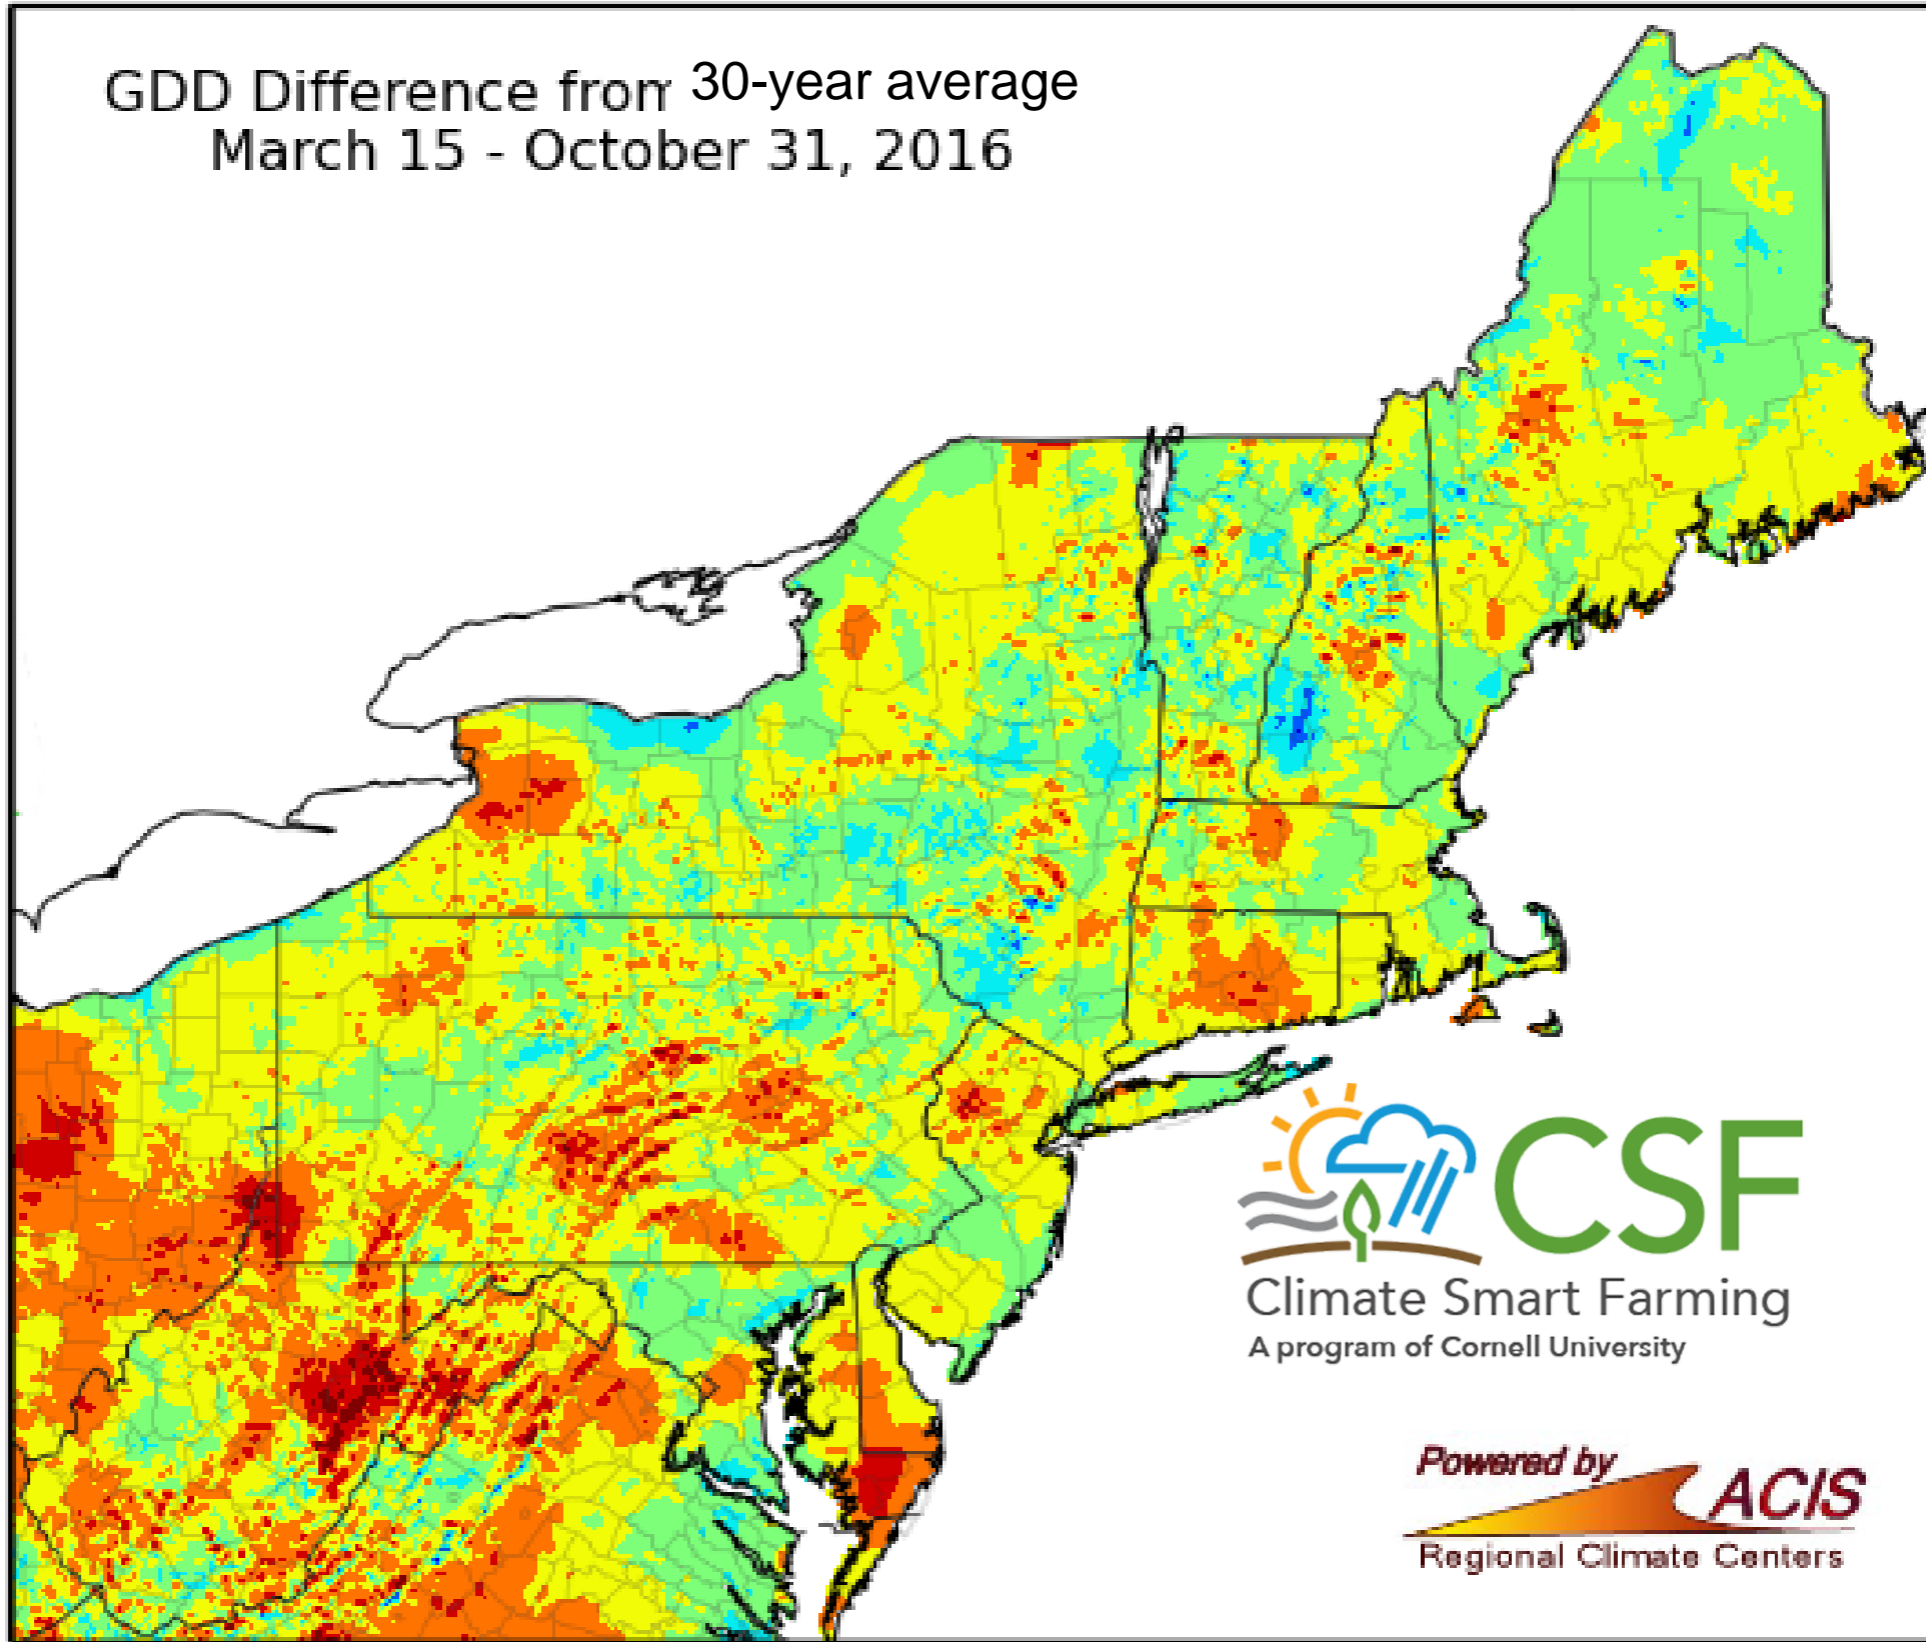 GDD Difference from 30-year average
March 15 - October 31, 2016
CSF
Climate Smart Farming
A program of Cornell University
Powered by
ACIS
Regional Climate Centers